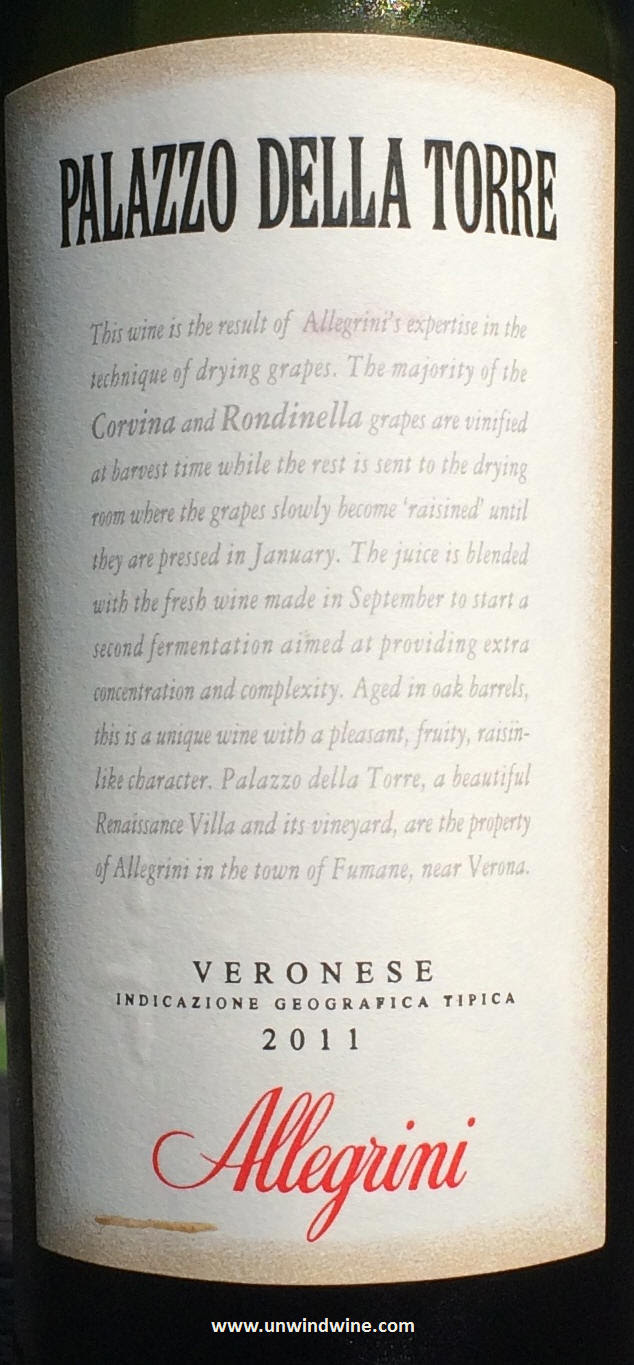 PALAZZO DELLA TORRE
This wine is the result of Allegrini's expertise in the
technique of drying grapes. The majority of the
Corvina and Rondinella grapes are vinified
at harvest time while the rest is sent to the drying
room where the grapes slowly become 'raisined' until
they are pressed in January. The juice is blended
with the fresh wine made in September to start a
second fermentation aimed at providing extra
concentration and complexity. Aged in oak barrels,
this is a unique wine with a pleasant, fruity, raisin-
like character. Palazzo della Torre, a beautiful
Renaissance Villa and its vineyard, are the property
of Allegrini in the town of Fumane, near Verona.
VERONESE
INDICAZIONE GEOGRAFICA TIPICA
2011
Allegrini
www.unwindwine.com